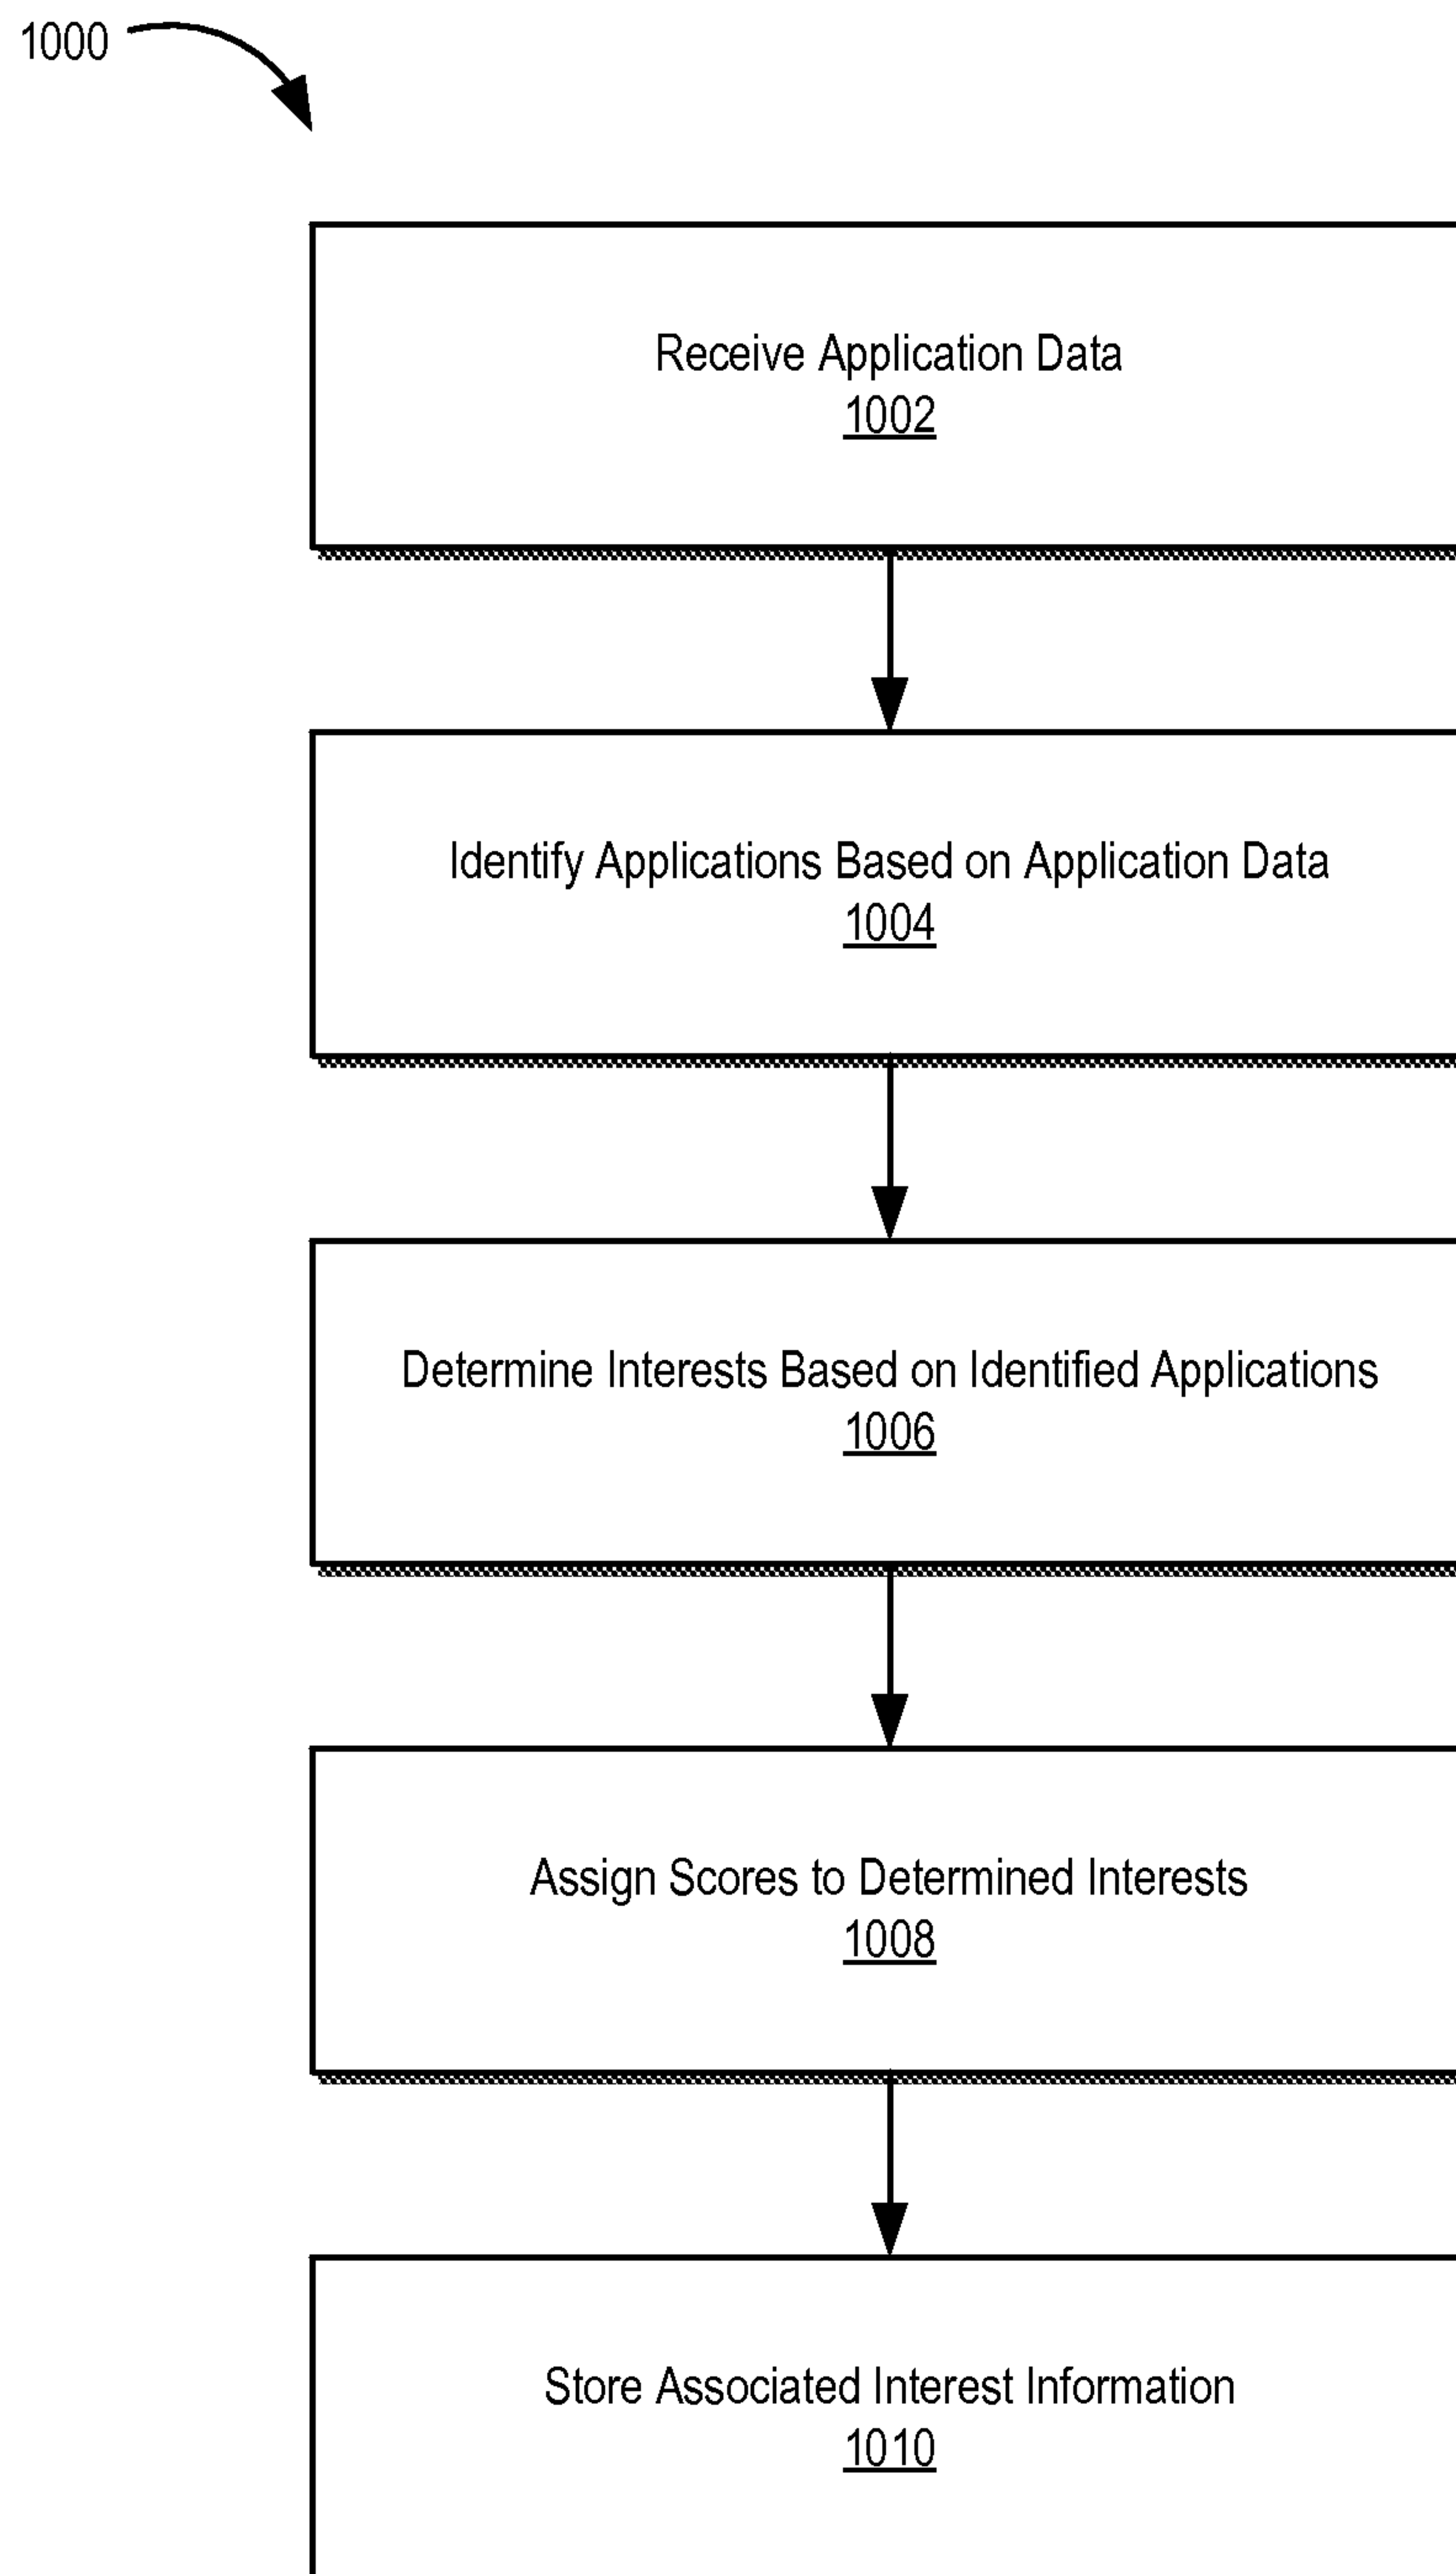 1000
Receive Application Data
1002
Identify Applications Based on Application Data
1004
Determine Interests Based on Identified Applications
1006
Assign Scores to Determined Interests
1008
Store Associated Interest Information
1010